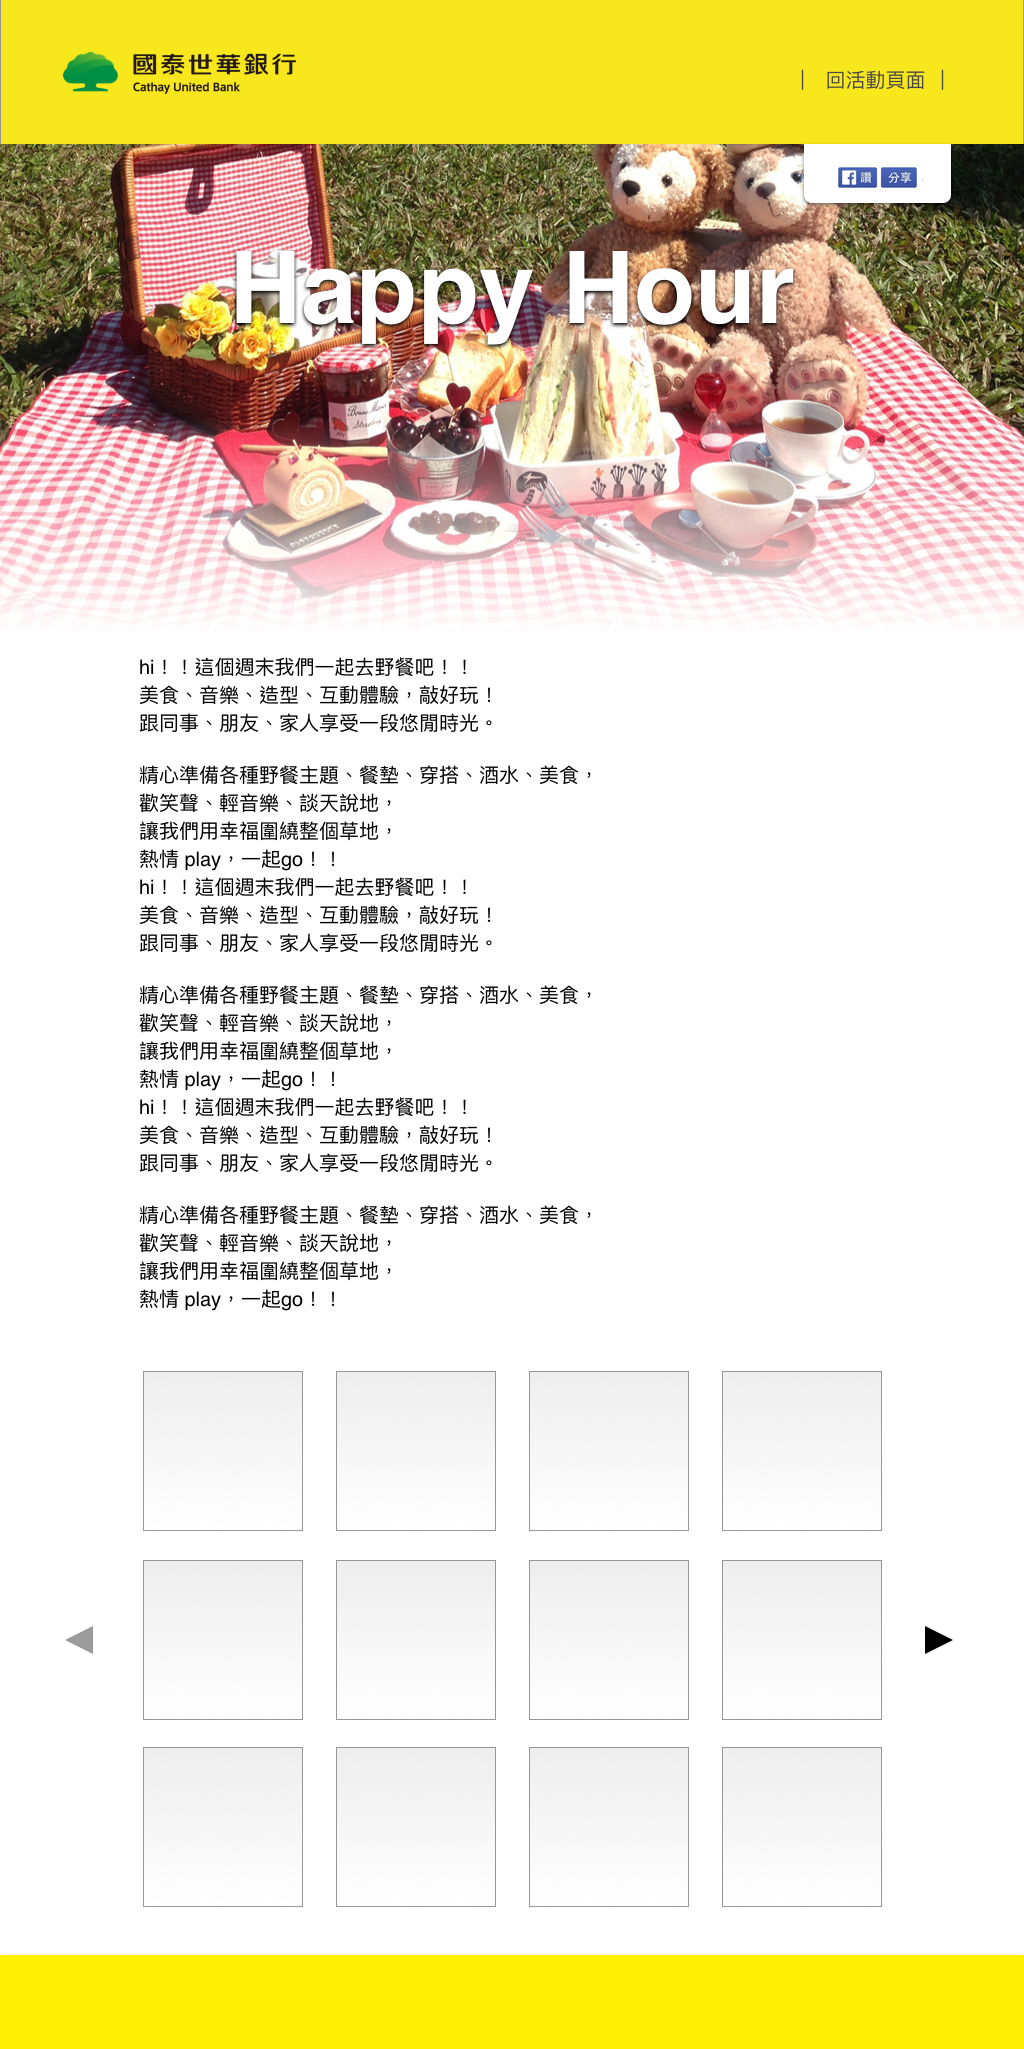 國泰世華銀行
Cathay United Bank
| 回活動頁面 |
讚 分享
Happy Hour
Bonne Maman
hi！！這個週末我們一起去野餐吧！！
美食、音樂、造型、互動體驗，敲好玩！
跟同事、朋友、家人享受一段悠閒時光。
精心準備各種野餐主題、餐墊、穿搭、酒水、美食，
歡笑聲、輕音樂、談天說地，
讓我們用幸福圍繞整個草地，
熱情 play，一起go！！
hi！！這個週末我們一起去野餐吧！！
美食、音樂、造型、互動體驗，敲好玩！
跟同事、朋友、家人享受一段悠閒時光。
精心準備各種野餐主題、餐墊、穿搭、酒水、美食，
歡笑聲、輕音樂、談天說地，
讓我們用幸福圍繞整個草地，
熱情 play，一起go！！
hi！！這個週末我們一起去野餐吧！！
美食、音樂、造型、互動體驗，敲好玩！
跟同事、朋友、家人享受一段悠閒時光。
精心準備各種野餐主題、餐墊、穿搭、酒水、美食，
歡笑聲、輕音樂、談天說地，
讓我們用幸福圍繞整個草地，
熱情 play，一起go！！